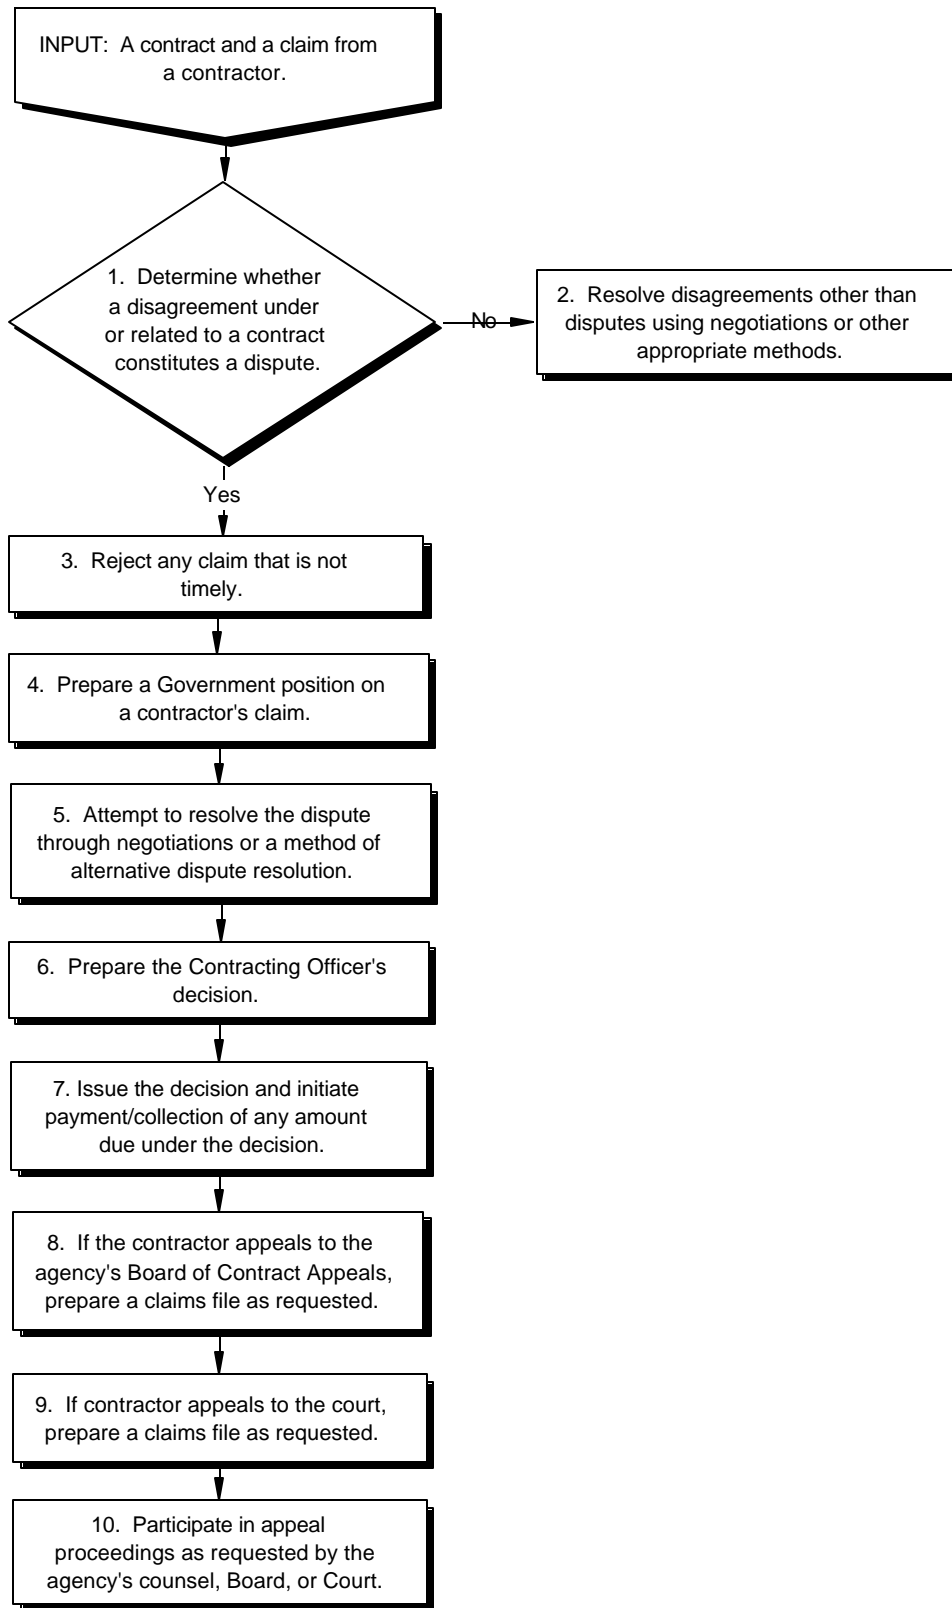 INPUT: A contract and a claim from
a contractor.
1. Determine whether
a disagreement under
or related to a contract
constitutes a dispute.
No
2. Resolve disagreements other than
disputes using negotiations or other
appropriate methods.
Yes
3. Reject any claim that is not
timely.
4. Prepare a Government position on
a contractor's claim.
5. Attempt to resolve the dispute
through negotiations or a method of
alternative dispute resolution.
6. Prepare the Contracting Officer's
decision.
7. Issue the decision and initiate
payment/collection of any amount
due under the decision.
8. If the contractor appeals to the
agency's Board of Contract Appeals,
prepare a claims file as requested.
9. If contractor appeals to the court,
prepare a claims file as requested.
10. Participate in appeal
proceedings as requested by the
agency's counsel, Board, or Court.